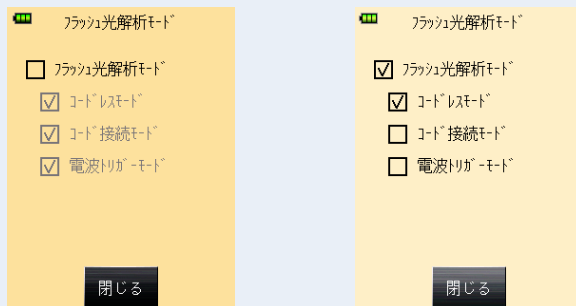 フラッシュ光解析モード
フラッシュ光解析モード
コードレスモード
コード接続モード
電波トリガーモード
閉じる
フラッシュ光解析モード
フラッシュ光解析モード
コードレスモード
コード接続モード
電波トリガーモード
閉じる